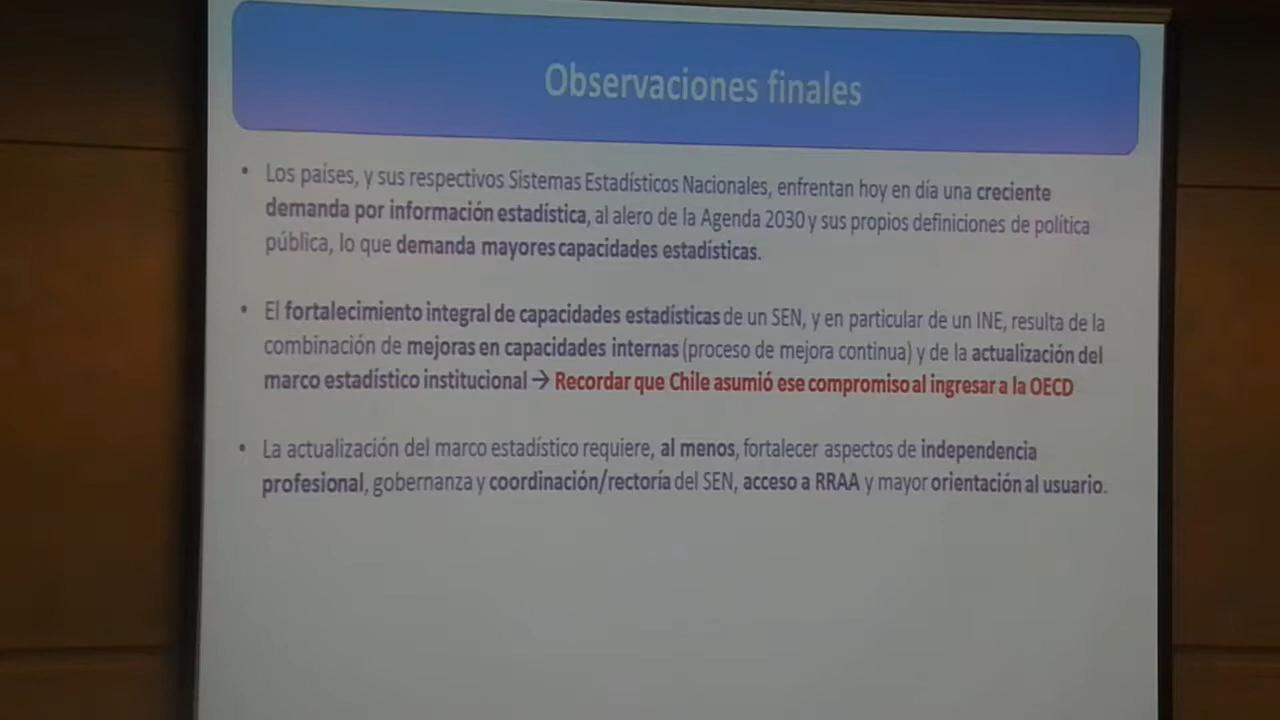 Observaciones finales
• Los países, y sus respectivos Sistemas Estadísticos Nacionales, enfrentan hoy en día una creciente
demanda por información estadística, al alero de la Agenda 2030 y sus propios definiciones de política
pública, lo que demanda mayores capacidades estadísticas.
• El fortalecimiento integral de capacidades estadísticas de un SEN, y en particular de un INE, resulta de la
combinación de mejoras en capacidades internas (proceso de mejora continua) y de la actualización del
marco estadístico institucional → Recordar que Chile asumió ese compromiso al ingresar a la OECD
• La actualización del marco estadístico requiere, al menos, fortalecer aspectos de independencia
profesional, gobernanza y coordinación/rectoría del SEN, acceso a RRAA y mayor orientación al usuario.